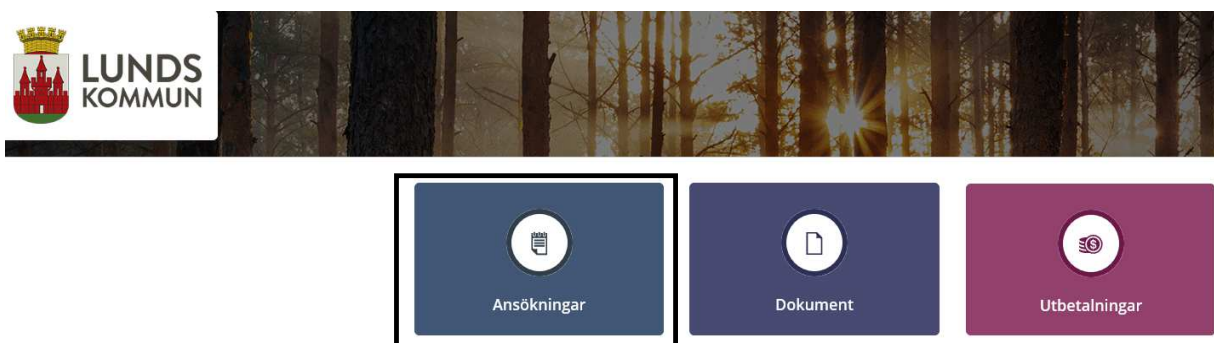 LUNDS
KOMMUN
Ansökningar
Dokument
Utbetalningar